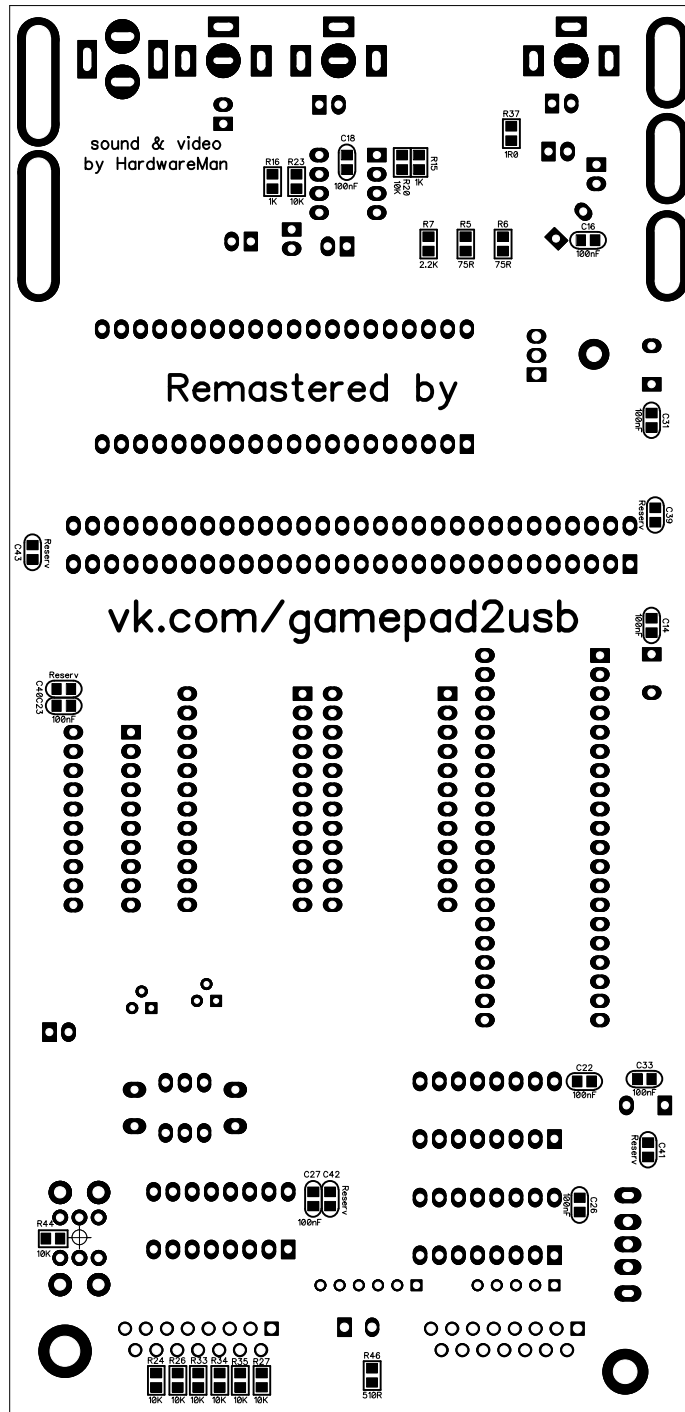 R37
1R0
sound & video
by HardwareMan
C18
100nF
R16
1K
R23
10K
R20
10K
R15
1K
R7
2.2K
R5
75R
R6
75R
C16
100nF
Remastered by
C31
100nF
C39
Reserv
C43
Reserv
vk.com/gamepad2usb
C14
100nF
Reserv
C40C23
100nF
C22
100nF
C33
100nF
C41
Reserv
C27 C42
100nF
Reserv
C26
100nF
R44
10K
R24 R26 R33 R34 R35 R27
10K 10K 10K 10K 10K 10K
R46
510R